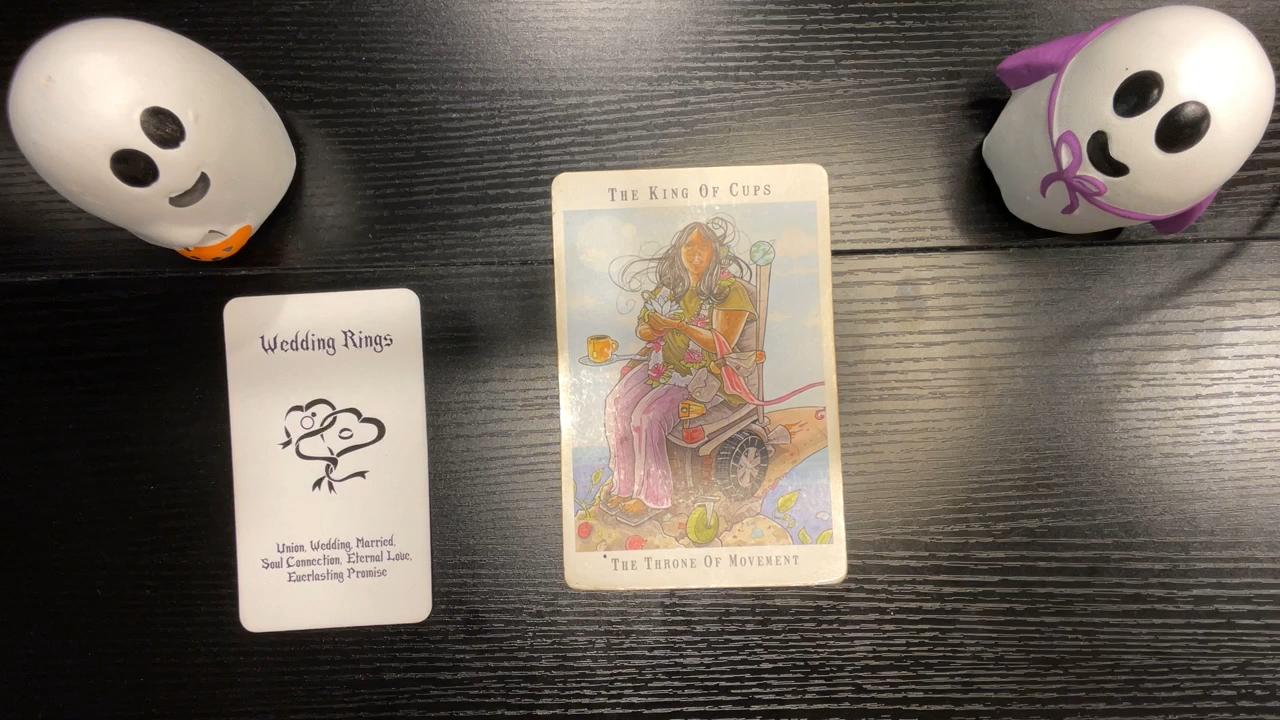 Wedding Rings
Union, Wedding, Married,
Soul Connection, Eternal Love,
Everlasting Promise
The King Of Cups
The Throne Of Movement